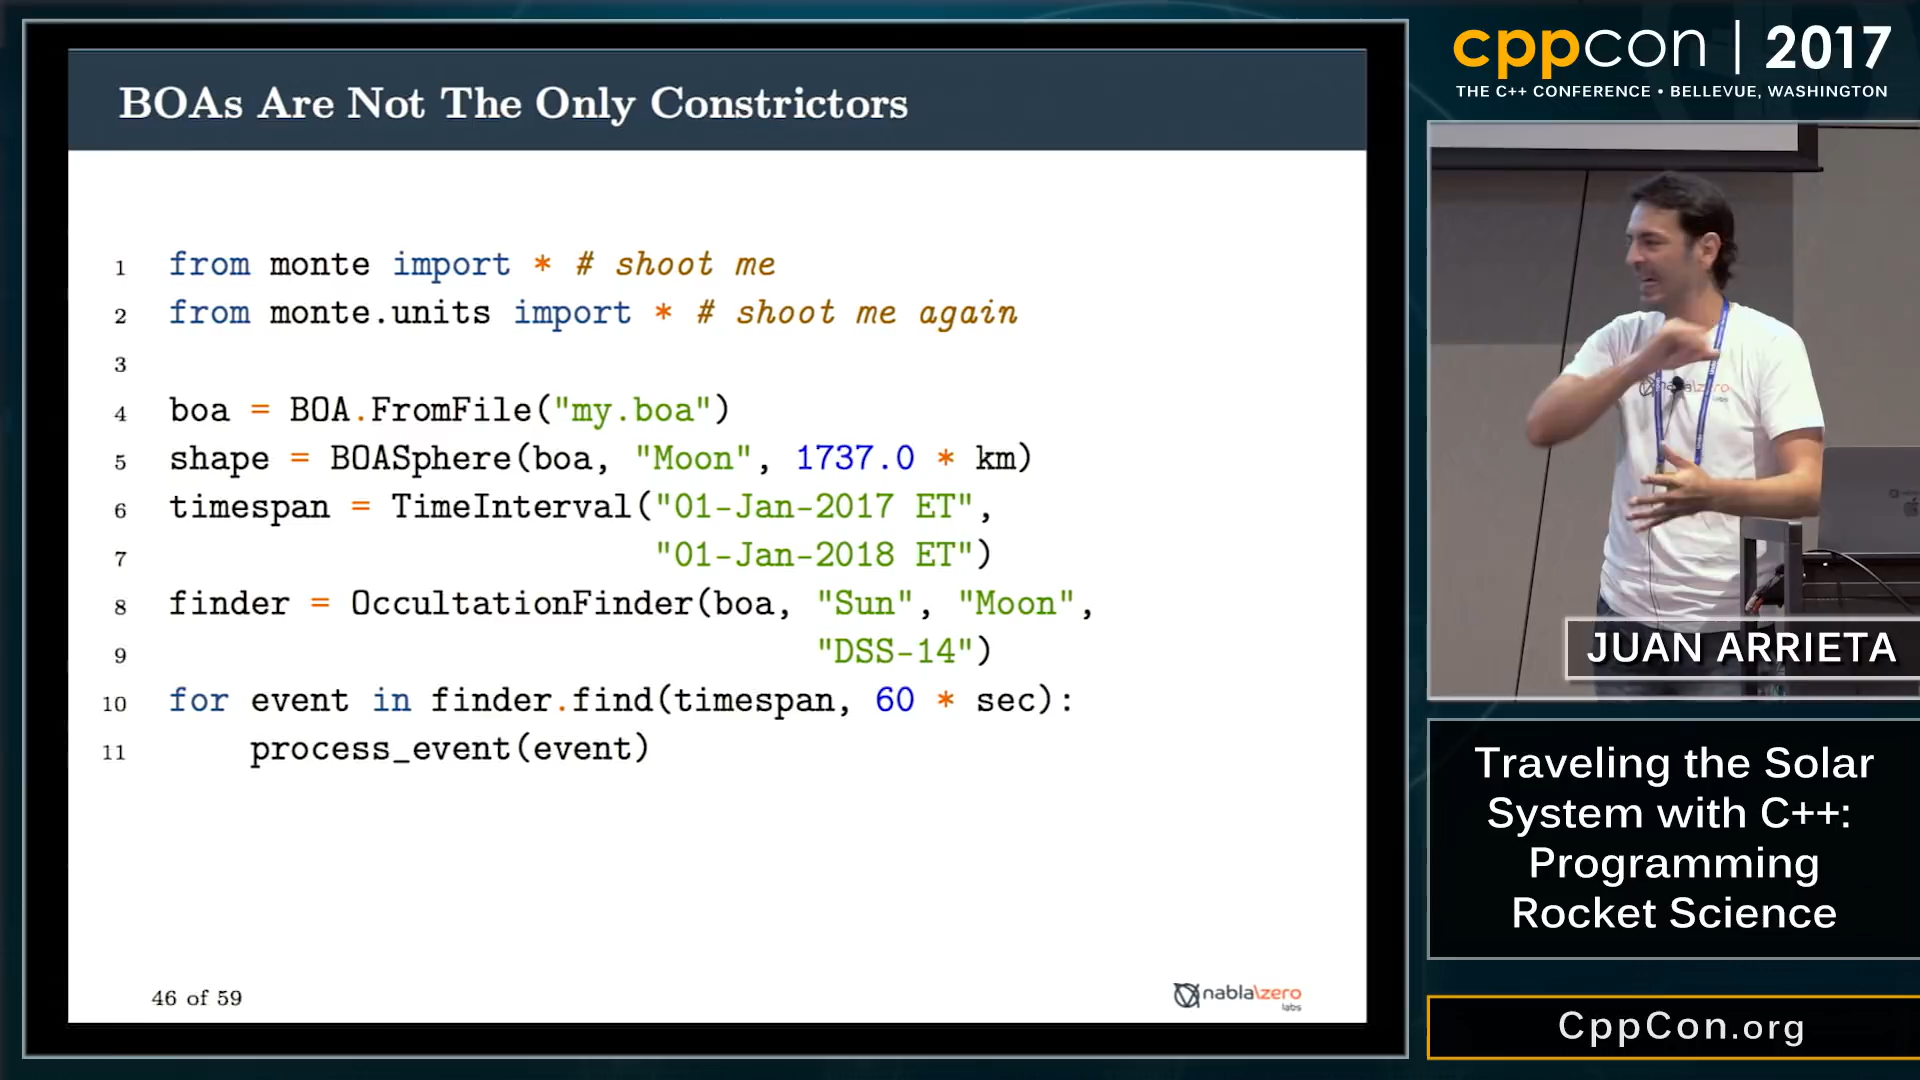 BOAs Are Not The Only Constrictors
1 from monte import * # shoot me
2 from monte.units import * # shoot me again
3
4 boa = BOA.FromFile("my.boa")
5 shape = BOASphere(boa, "Moon", 1737.0 * km)
6 timespan = TimeInterval("01-Jan-2017 ET",
7 "01-Jan-2018 ET")
8 finder = OccultationFinder(boa, "Sun", "Moon",
9 "DSS-14")
10 for event in finder.find(timespan, 60 * sec):
11 process_event(event)
46 of 59
nabla\zero
labs
cppcon | 2017
THE C++ CONFERENCE • BELLEVUE, WASHINGTON
nabla\zero
labs
JUAN ARRIETA
Traveling the Solar
System with C++:
Programming
Rocket Science
CppCon.org